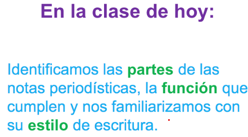 En la clase de hoy:
Identificamos las partes de las
notas periodísticas, la función que
cumplen y nos familiarizamos con
su estilo de escritura.